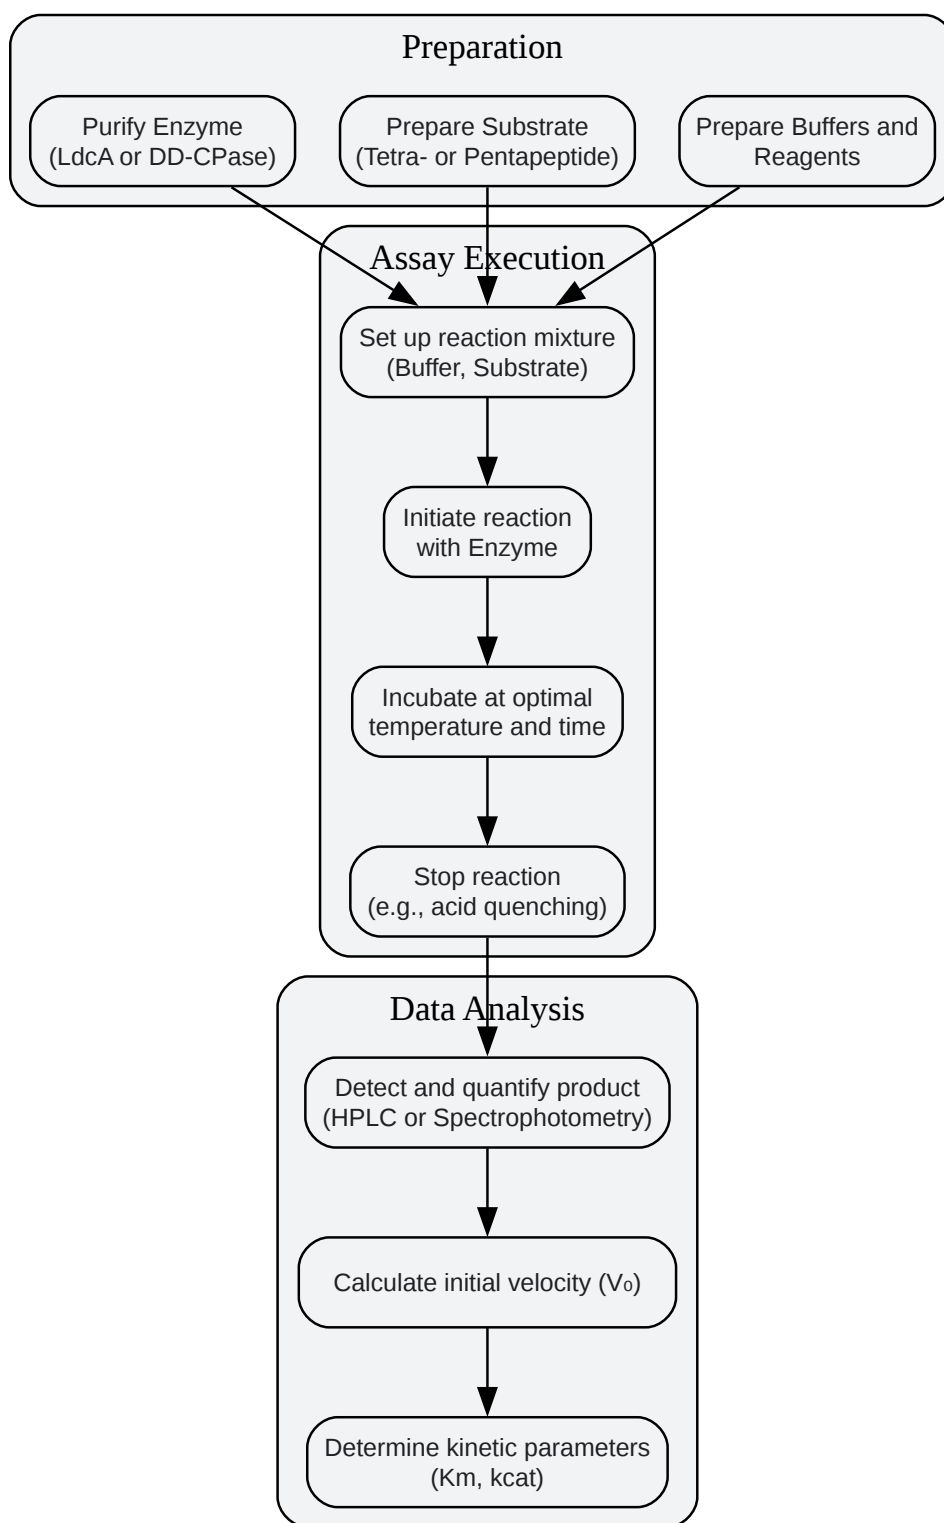 Preparation
Purify Enzyme
(LdcA or DD-CPase)
Prepare Substrate
(Tetra- or Pentapeptide)
Prepare Buffers and
Reagents
Assay Execution
Set up reaction mixture
(Buffer, Substrate)
Initiate reaction
with Enzyme
Incubate at optimal
temperature and time
Stop reaction
(e.g., acid quenching)
Data Analysis
Detect and quantify product
(HPLC or Spectrophotometry)
Calculate initial velocity (V₀)
Determine kinetic parameters
(Km, kcat)